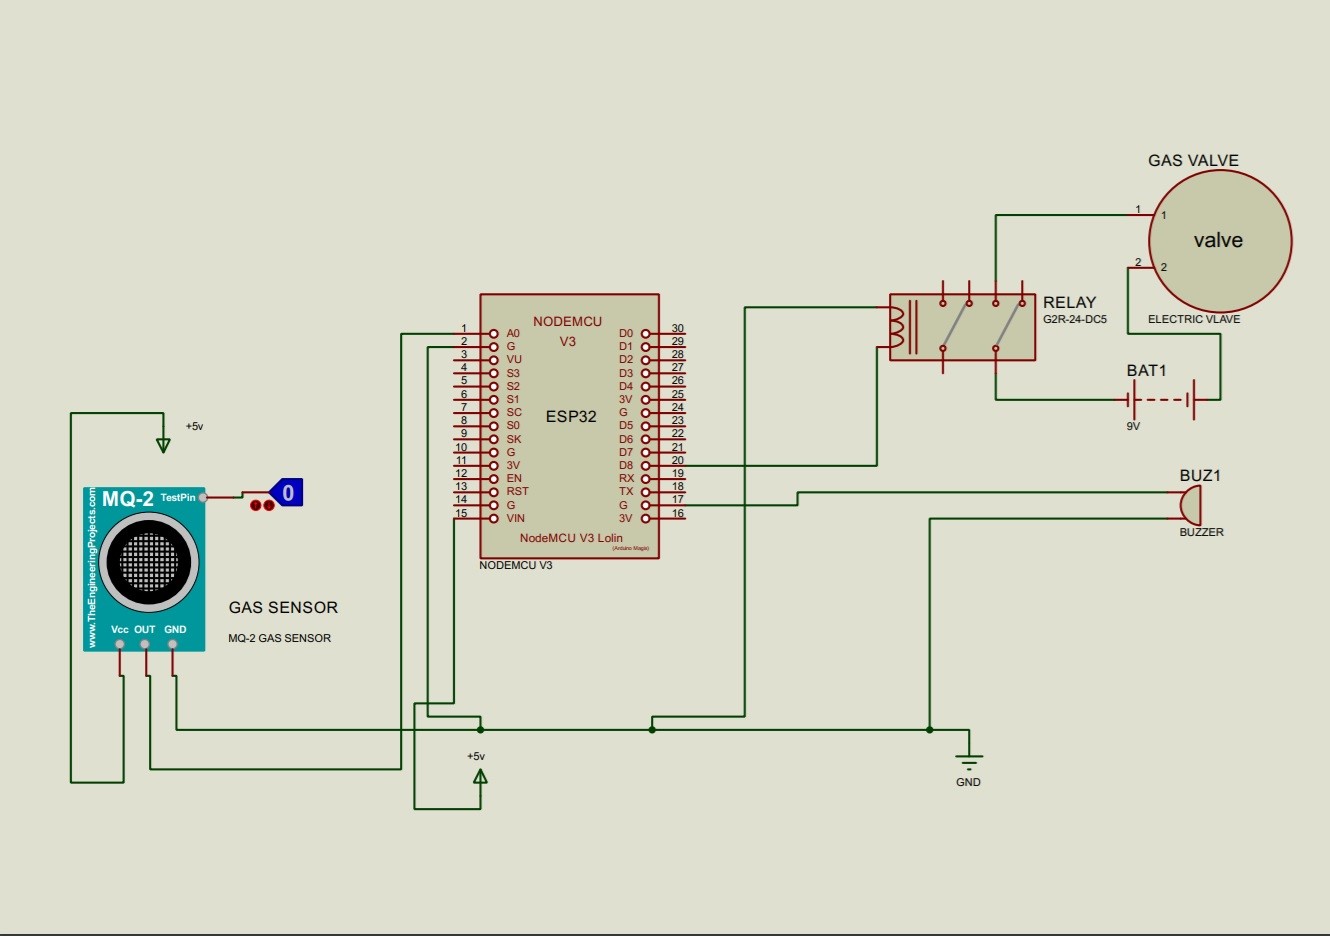 GAS VALVE
1
1
valve
2
2
ELECTRIC VLAVE
RELAY
G2R-24-DC5
BAT1
9V
BUZ1
BUZZER
NODEMCU
V3
ESP32
1 A0
2 G
3 VU
4 S3
5 S2
6 S1
7 SC
8 S0
9 SK
10 G
11 3V
12 EN
13 RST
14 G
15 VIN
D0 30
D1 29
D2 28
D3 27
D4 26
3V 25
G 24
D5 23
D6 22
D7 21
D8 20
RX 19
TX 18
G 17
3V 16
NodeMCU V3 Lolin
(Arduino Magix)
NODEMCU V3
+5v
MQ-2 TestPin
0
www.TheEngineeringProjects.com
Vcc OUT GND
GAS SENSOR
MQ-2 GAS SENSOR
+5v
GND